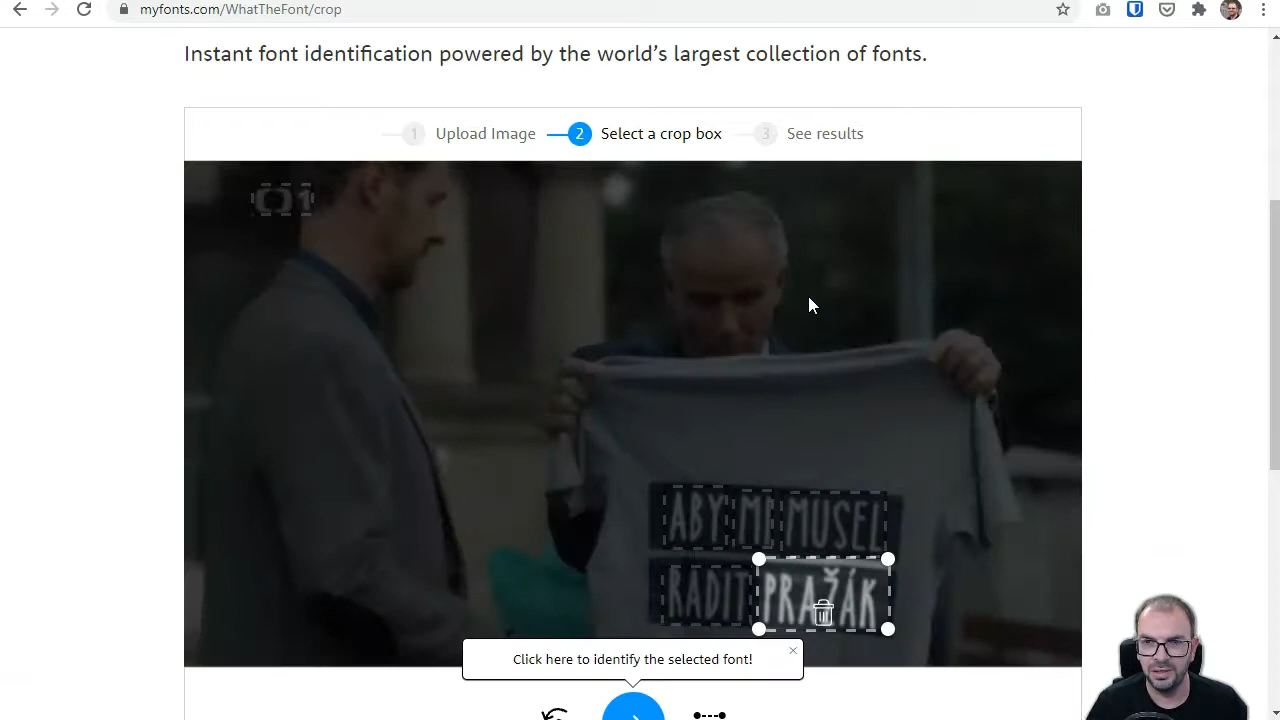 myfonts.com/WhatTheFont/crop
Instant font identification powered by the world's largest collection of fonts.
1 Upload Image 2 Select a crop box 3 See results
ABY MĚ MUSEL
RADIT PRAŽÁK
Click here to identify the selected font!